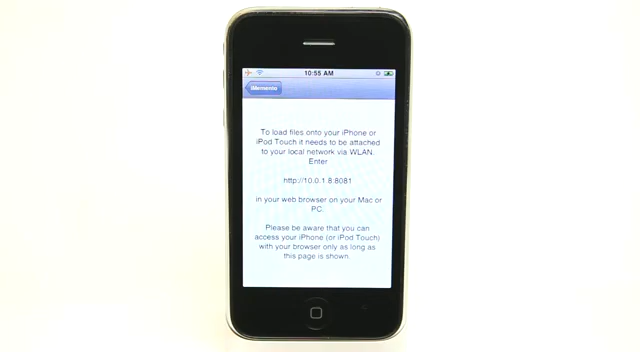 10:55 AM
iMemento
To load files onto your iPhone or
iPod Touch it needs to be attached
to your local network via WLAN.
Enter
http://10.0.1.8:8081
in your web browser on your Mac or
PC.
Please be aware that you can
access your iPhone (or iPod Touch)
with your browser only as long as
this page is shown.